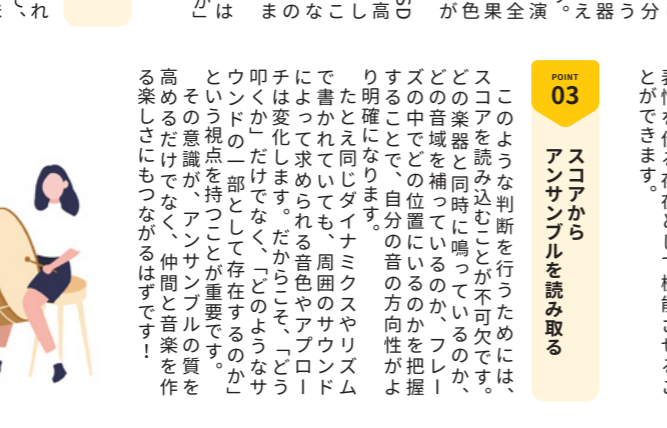 とができます。
POINT
03
スコアから
アンサンブルを読み取る
このような判断を行うためには、
スコアを読み込むことが不可欠です。
どの楽器と同時に鳴っているのか、
どの音域を補っているのか、フレー
ズの中でどの位置にいるのかを把握
することで、自分の音の方向性がよ
り明確になります。
たとえ同じダイナミクスやリズム
で書かれていても、周囲のサウンド
によって求められる音色やアプロー
チは変化します。だからこそ、「どう
叩くか」だけでなく、「どのようなサ
ウンドの一部として存在するのか」
という視点を持つことが重要です。
その意識が、アンサンブルの質を
高めるだけでなく、仲間と音楽を作
る楽しさにもつながるはずです！